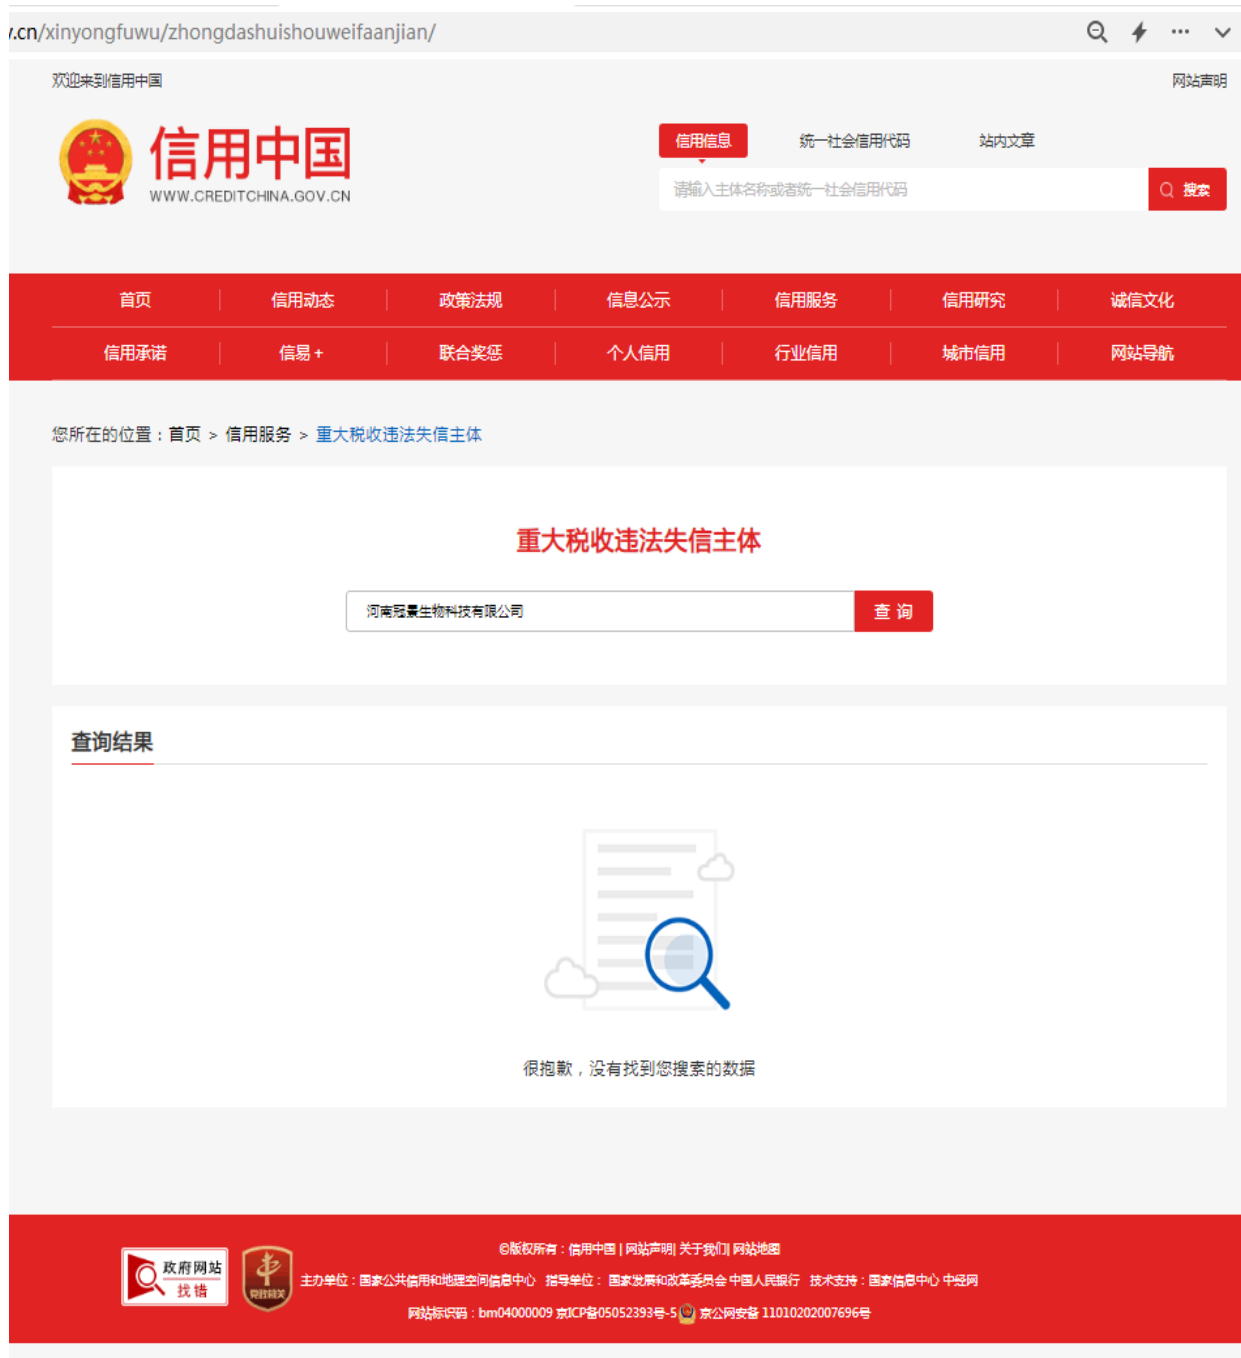 .cn/xinyongfuwu/zhongdashuishouweifaanjian/
欢迎来到信用中国
网站声明
信用中国
WWW.CREDITCHINA.GOV.CN
信用信息 统一社会信用代码 站内文章
请输入主体名称或者统一社会信用代码
搜索
首页 信用动态 政策法规 信息公示 信用服务 信用研究 诚信文化
信用承诺 信易+ 联合奖惩 个人信用 行业信用 城市信用 网站导航
您所在的位置：首页 > 信用服务 > 重大税收违法失信主体
重大税收违法失信主体
河南冠景生物科技有限公司
查询
查询结果
很抱歉，没有找到您搜索的数据
政府网站
找错
党政机关
©版权所有：信用中国 | 网站声明| 关于我们| 网站地图
主办单位：国家公共信用和地理空间信息中心 指导单位： 国家发展和改革委员会 中国人民银行 技术支持：国家信息中心 中经网
网站标识码：bm04000009 京ICP备05052393号-5 京公网安备 11010202007696号